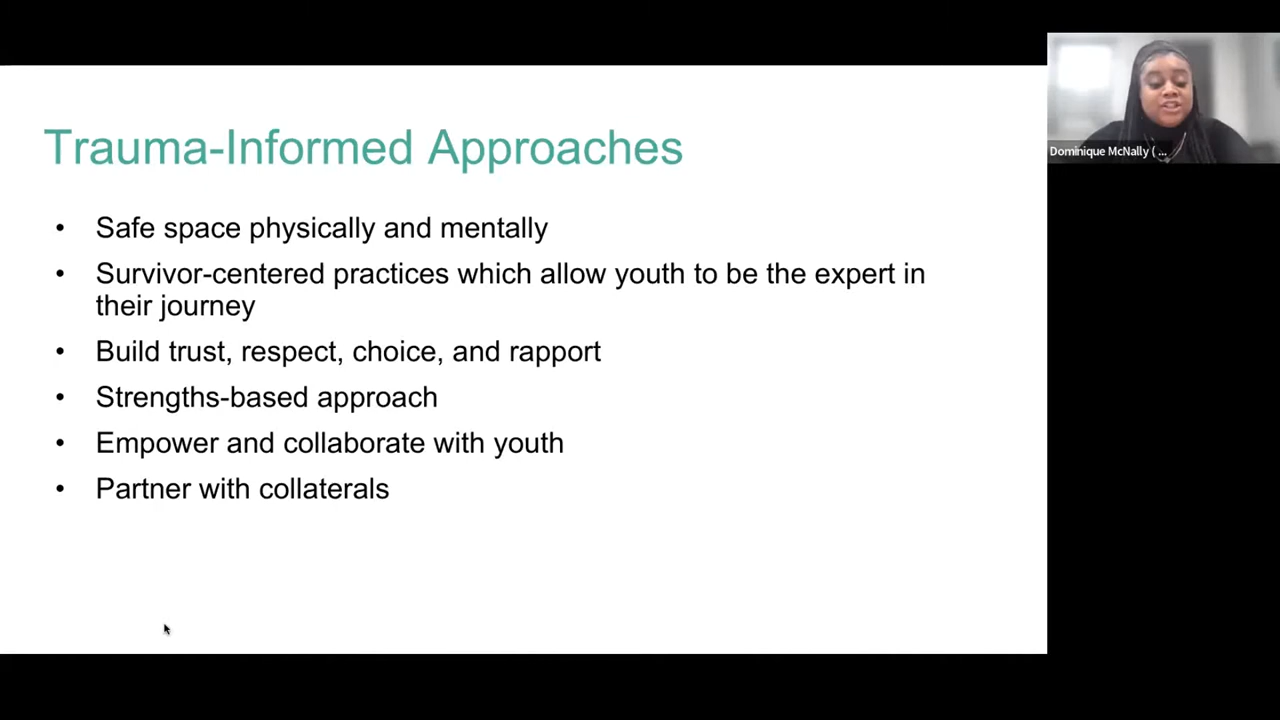 Trauma-Informed Approaches
• Safe space physically and mentally
• Survivor-centered practices which allow youth to be the expert in
their journey
• Build trust, respect, choice, and rapport
• Strengths-based approach
• Empower and collaborate with youth
• Partner with collaterals
Dominique McNally ( ...